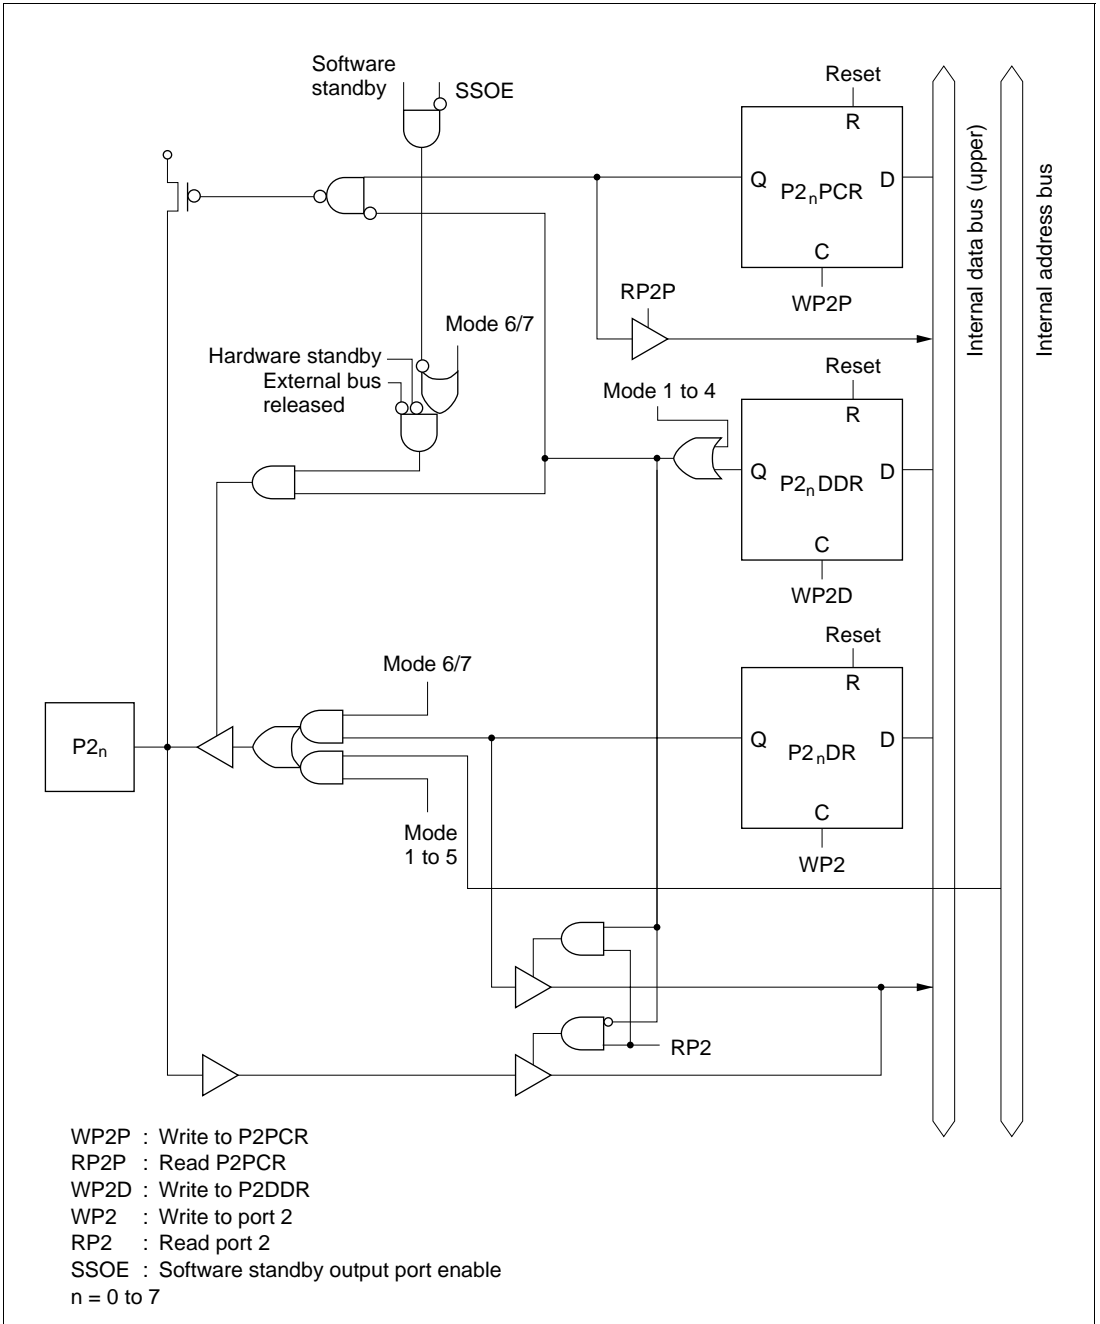 Software
standby
SSOE
Reset
R
Q
P2nPCR
D
C
WP2P
RP2P
Mode 6/7
Hardware standby
External bus
released
Mode 1 to 4
Reset
R
Q
P2nDDR
D
C
WP2D
Internal data bus (upper)
Internal address bus
Mode 6/7
Reset
R
Q
P2nDR
D
C
WP2
P2n
Mode
1 to 5
RP2
WP2P : Write to P2PCR
RP2P : Read P2PCR
WP2D : Write to P2DDR
WP2 : Write to port 2
RP2 : Read port 2
SSOE : Software standby output port enable
n = 0 to 7